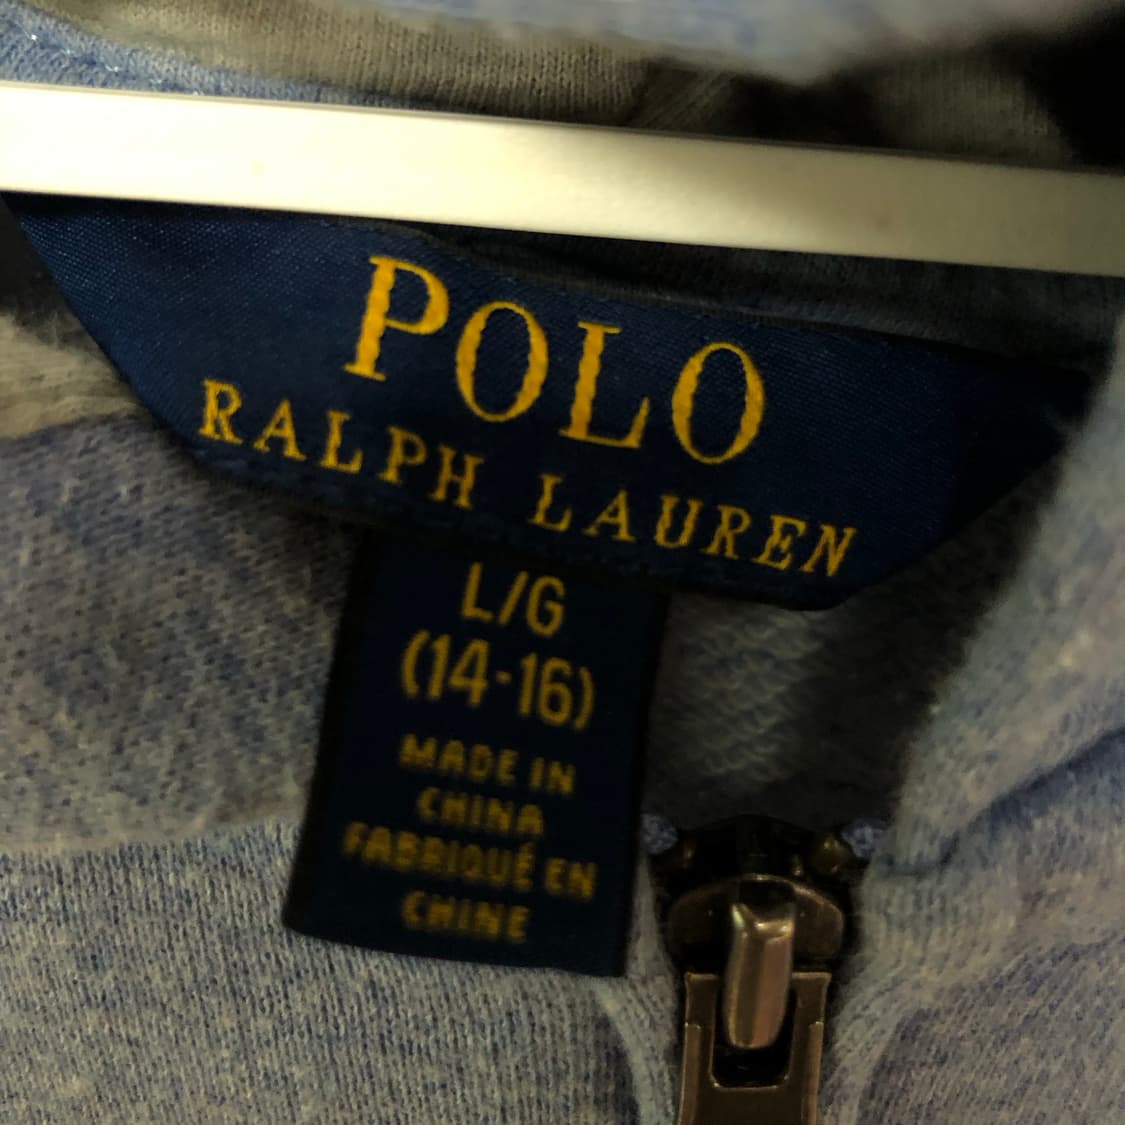 POLO
RALPH LAUREN
L/G
(14-16)
MADE IN
CHINA
FABRIQUÉ EN
CHINE